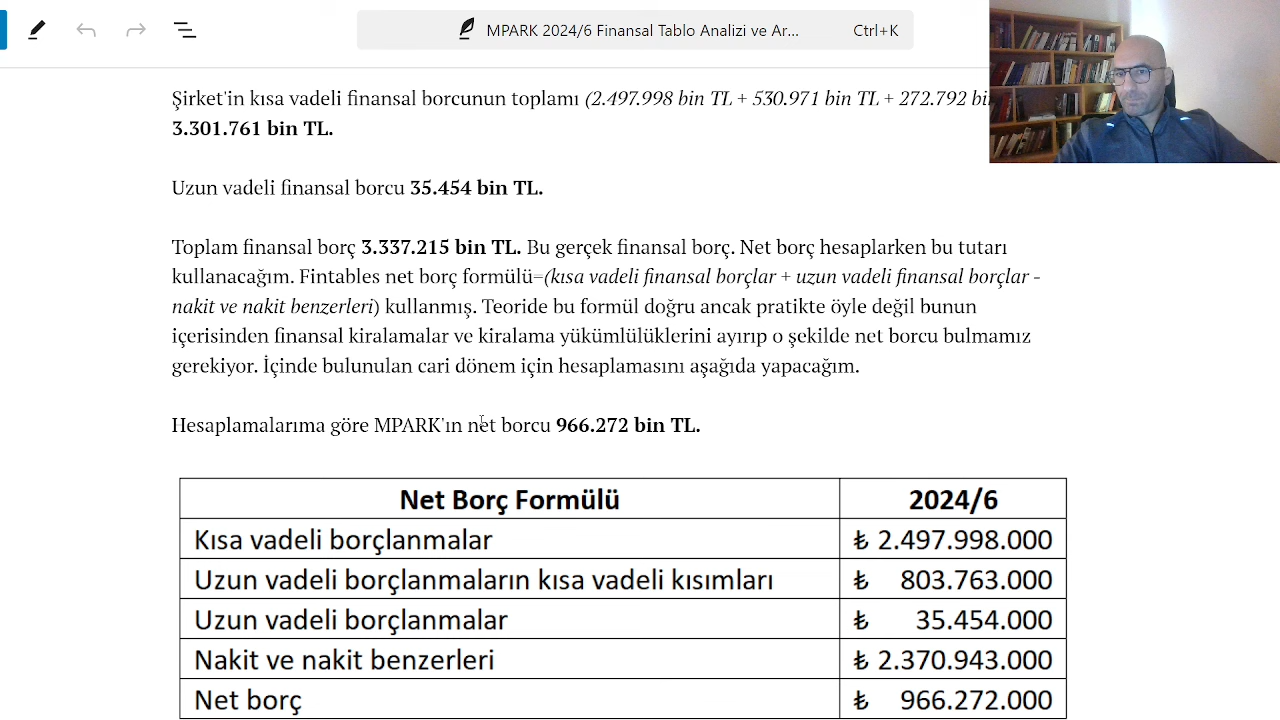 MPARK 2024/6 Finansal Tablo Analizi ve Ar... Ctrl+K
Şirket'in kısa vadeli finansal borcunun toplamı (2.497.998 bin TL + 530.971 bin TL + 272.792
3.301.761 bin TL.
Uzun vadeli finansal borcu 35.454 bin TL.
Toplam finansal borç 3.337.215 bin TL. Bu gerçek finansal borç. Net borç hesaplarken bu tutarı
kullanacağım. Fintables net borç formülü=(kısa vadeli finansal borçlar + uzun vadeli finansal borçlar -
nakit ve nakit benzerleri) kullanmış. Teoride bu formül doğru ancak pratikte öyle değil bunun
içerisinden finansal kiralamalar ve kiralama yükümlülüklerini ayırıp o şekilde net borcu bulmamız
gerekiyor. İçinde bulunulan cari dönem için hesaplamasını aşağıda yapacağım.
Hesaplamalarıma göre MPARK'ın net borcu 966.272 bin TL.
Net Borç Formülü 2024/6
Kısa vadeli borçlanmalar ₺ 2.497.998.000
Uzun vadeli borçlanmaların kısa vadeli kısımları ₺ 803.763.000
Uzun vadeli borçlanmalar ₺ 35.454.000
Nakit ve nakit benzerleri ₺ 2.370.943.000
Net borç ₺ 966.272.000